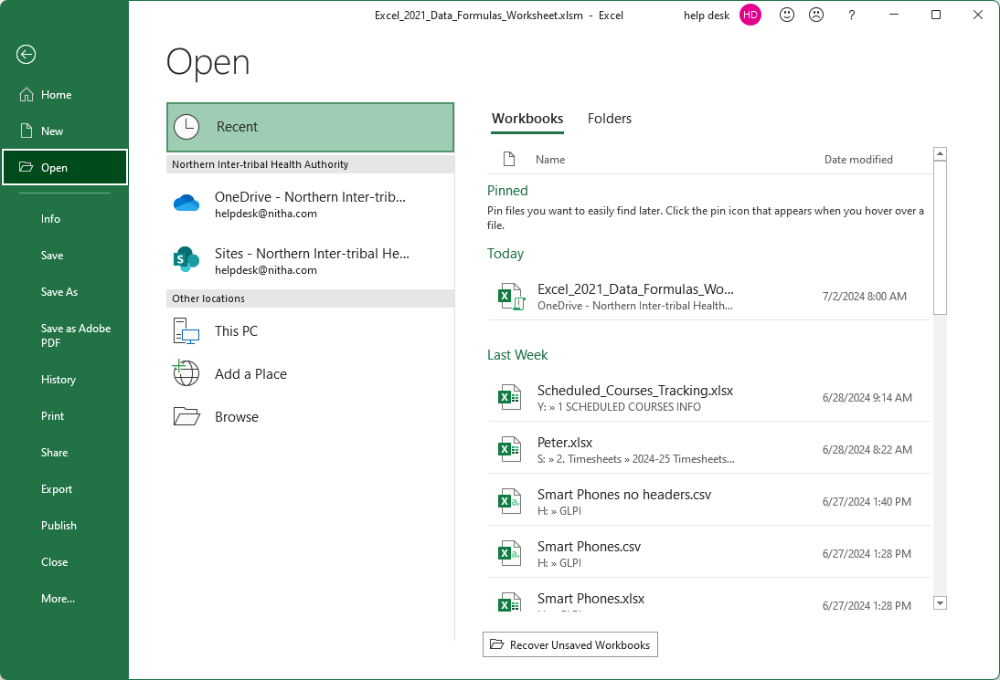 Excel_2021_Data_Formulas_Worksheet.xlsm - Excel
help desk HD ?
Home
New
Open
Info
Save
Save As
Save as Adobe
PDF
History
Print
Share
Export
Publish
Close
More...
Open
Recent
Northern Inter-tribal Health Authority
OneDrive - Northern Inter-trib...
helpdesk@nitha.com
S
Sites - Northern Inter-tribal He...
helpdesk@nitha.com
Other locations
This PC
Add a Place
Browse
Workbooks Folders
Name Date modified
Pinned
Pin files you want to easily find later. Click the pin icon that appears when you hover over a
file.
Today
Excel_2021_Data_Formulas_Wo...
OneDrive - Northern Inter-tribal Health...
7/2/2024 8:00 AM
Last Week
Scheduled_Courses_Tracking.xlsx
Y: » 1 SCHEDULED COURSES INFO
6/28/2024 9:14 AM
Peter.xlsx
S: » 2. Timesheets » 2024-25 Timesheets...
6/28/2024 8:22 AM
Smart Phones no headers.csv
H: » GLPI
6/27/2024 1:40 PM
Smart Phones.csv
H: » GLPI
6/27/2024 1:28 PM
Smart Phones.xlsx
6/27/2024 1:28 PM
Recover Unsaved Workbooks